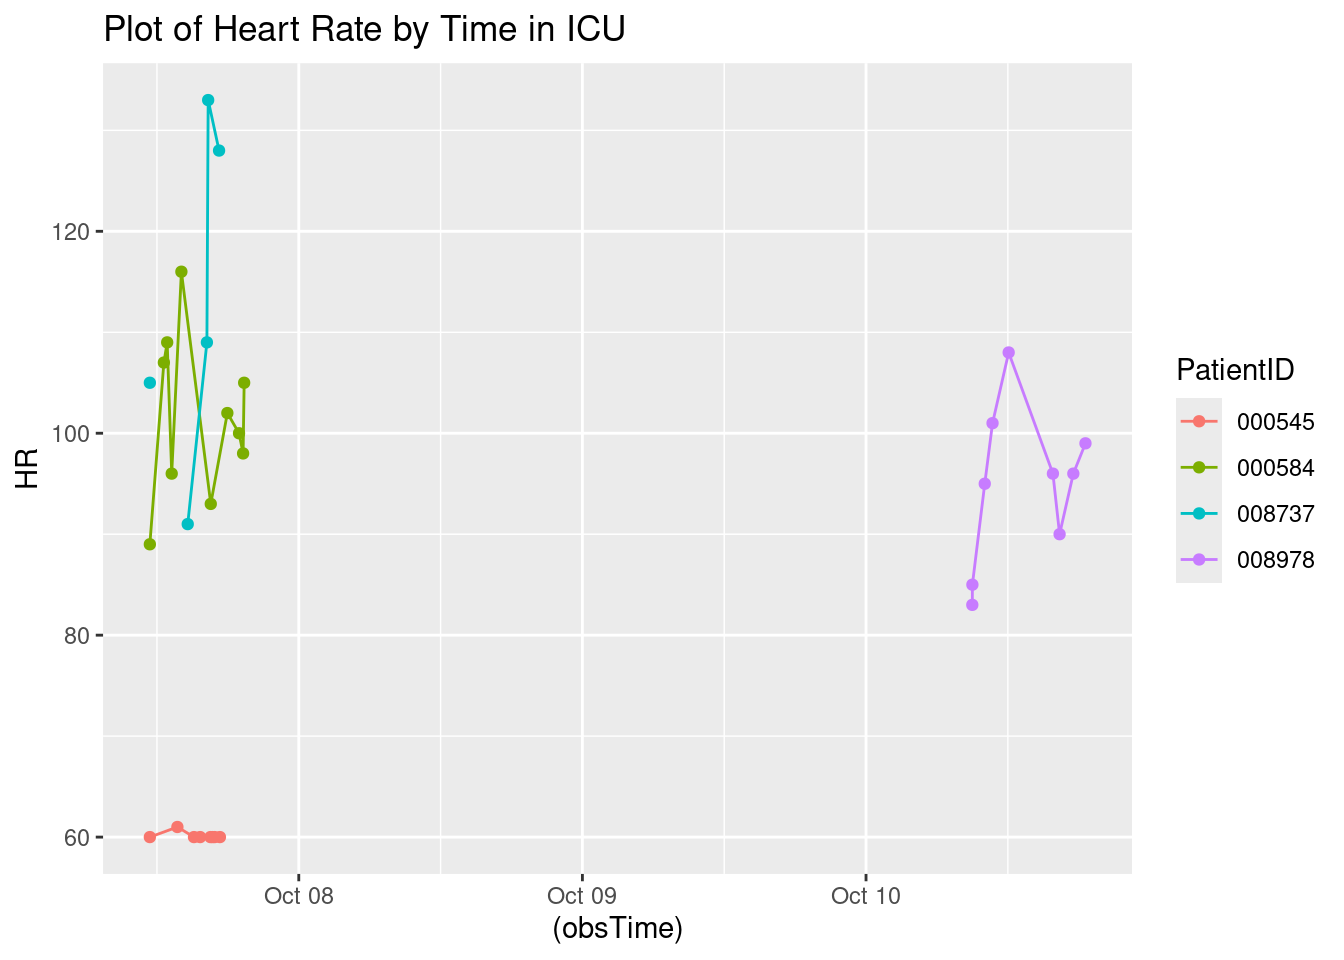 Plot of Heart Rate by Time in ICU
HR
120
100
80
60
Oct 08
Oct 09
Oct 10
(obsTime)
PatientID
000545
000584
008737
008978